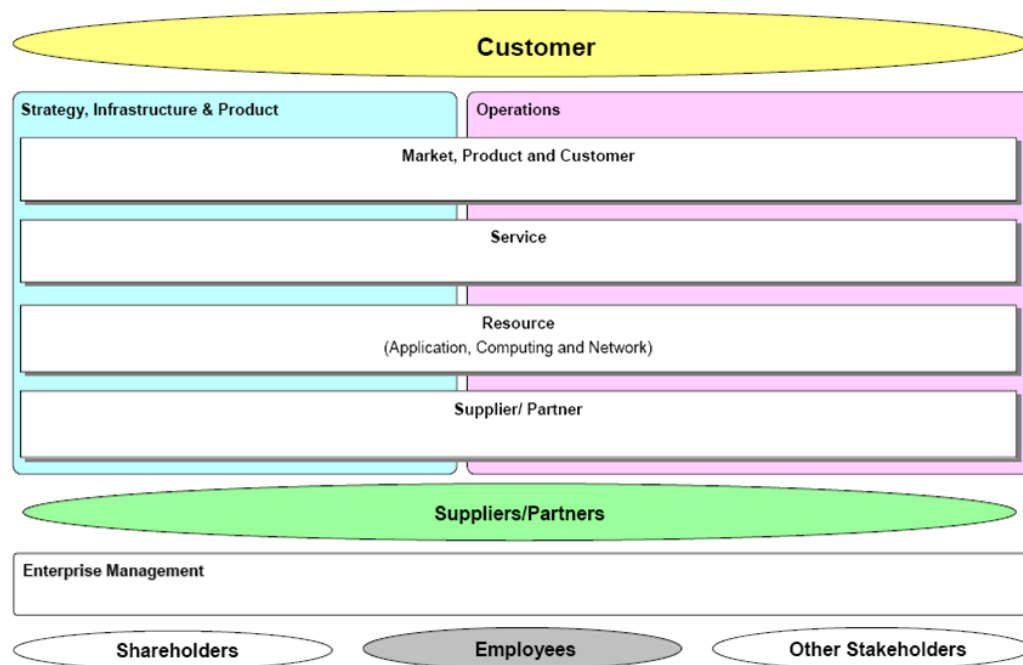 Customer
Strategy, Infrastructure & Product
Operations
Market, Product and Customer
Service
Resource
(Application, Computing and Network)
Supplier/ Partner
Suppliers/Partners
Enterprise Management
Shareholders
Employees
Other Stakeholders